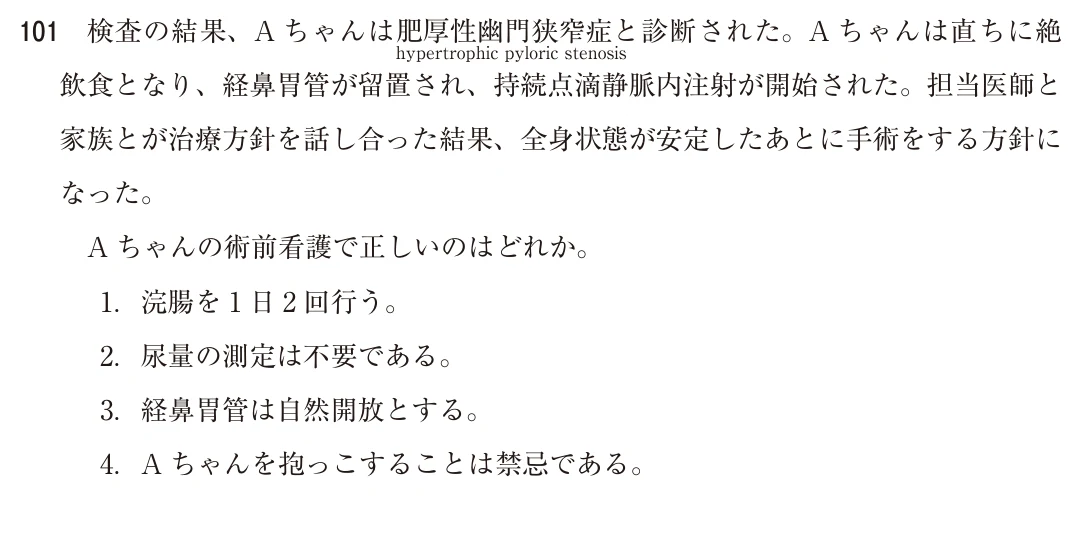 101 検査の結果、Aちゃんは肥厚性幽門狭窄症と診断された。Aちゃんは直ちに絶
hypertrophic pyloric stenosis
飲食となり、経鼻胃管が留置され、持続点滴静脈内注射が開始された。担当医師と
家族とが治療方針を話し合った結果、全身状態が安定したあとに手術をする方針に
なった。
Aちゃんの術前看護で正しいのはどれか。
1. 浣腸を1日2回行う。
2. 尿量の測定は不要である。
3. 経鼻胃管は自然開放とする。
4. Aちゃんを抱っこすることは禁忌である。